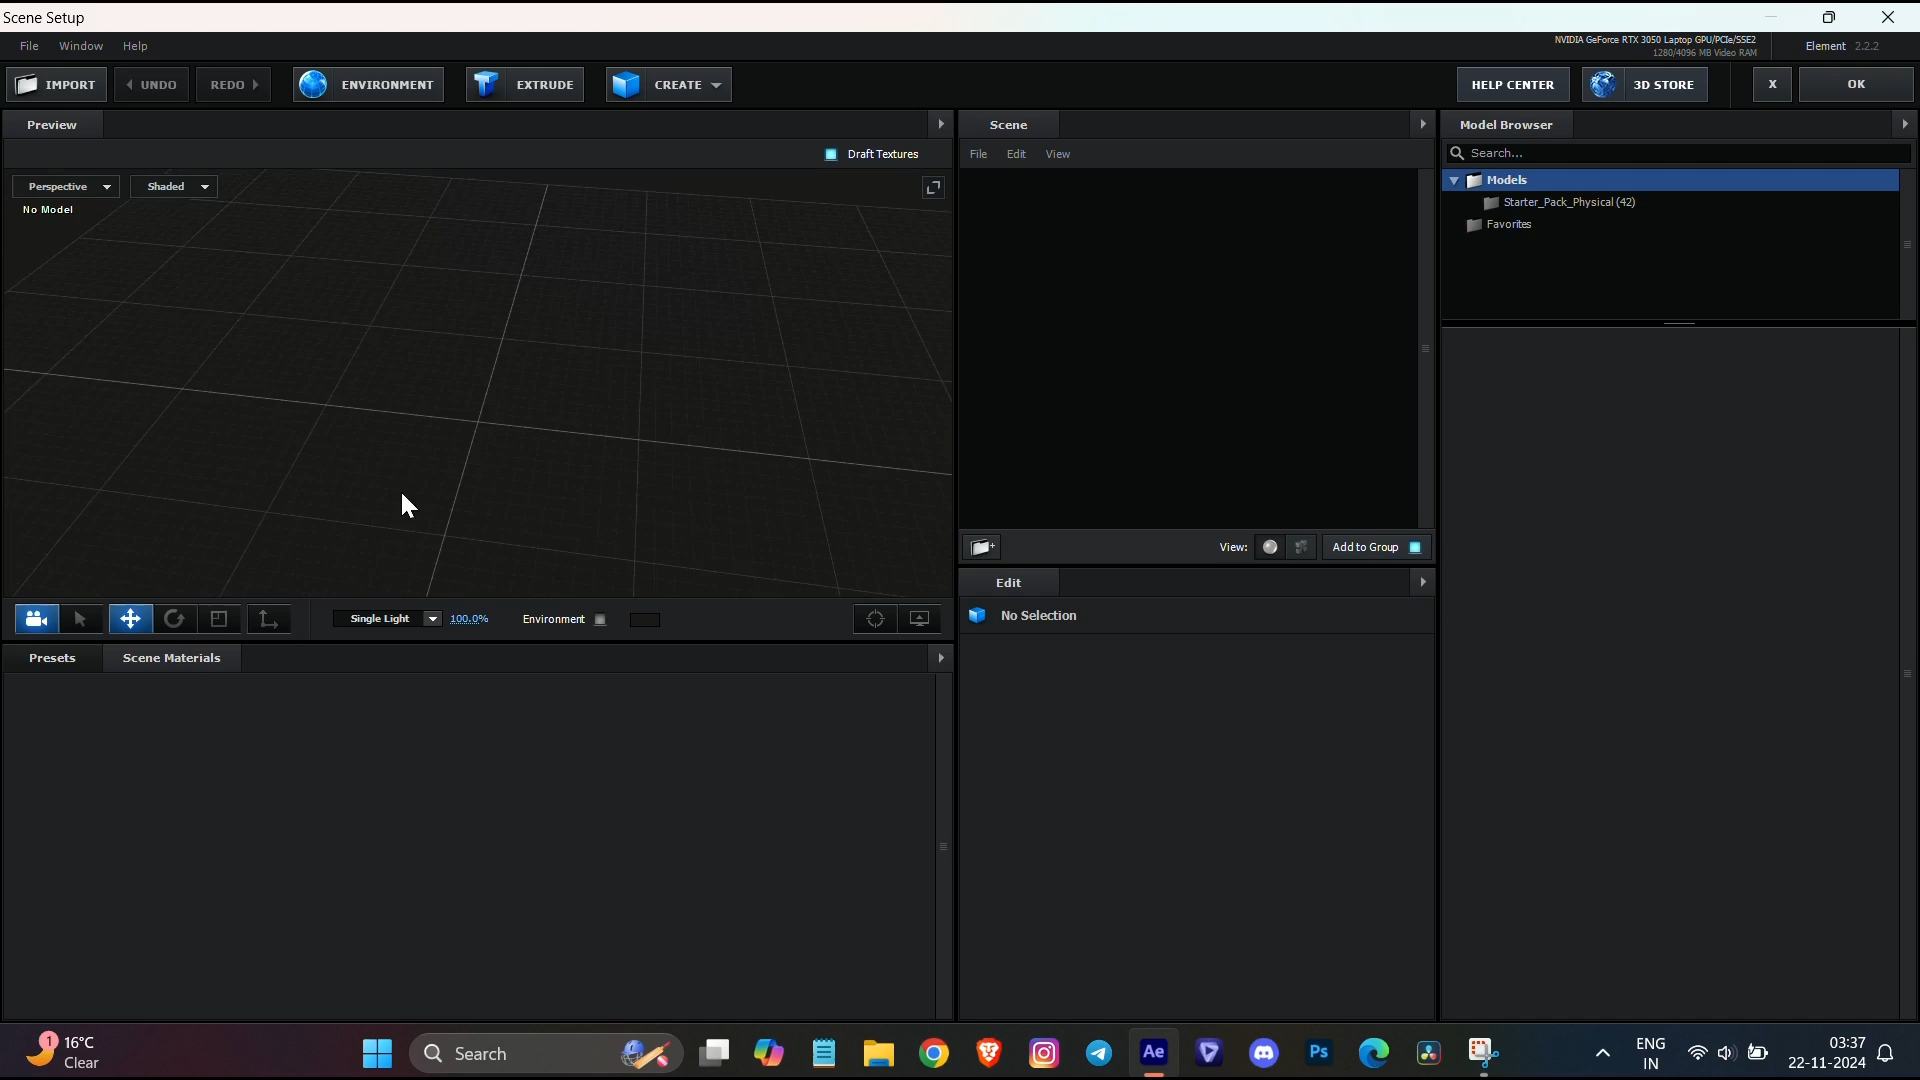 Scene Setup
File Window Help
NVIDIA GeForce RTX 3050 Laptop GPU/PCIe/SSE2
1280/4096 MB Video RAM
Element 2.2.2
IMPORT UNDO REDO ENVIRONMENT EXTRUDE CREATE HELP CENTER 3D STORE X OK
Preview
Draft Textures
Perspective Shaded
No Model
Single Light 100.0% Environment
Presets Scene Materials
Scene
File Edit View
View: Add to Group
Edit
No Selection
Model Browser
Search...
Models
Starter_Pack_Physical (42)
Favorites
1 16°C
Clear
Search
Ae
Ps
ENG
IN
03:37
22-11-2024